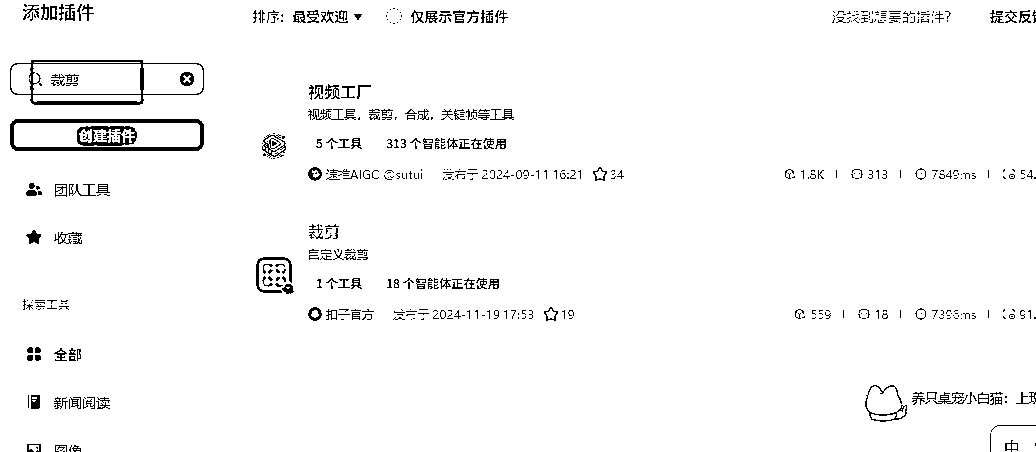 添加插件
排序: 最受欢迎 仅展示官方插件 没找到想要的插件? 提交反馈
裁剪
创建插件
团队工具
收藏
探索工具
全部
新闻阅读
图像
视频工厂
视频工具, 裁剪, 合成, 关键帧等工具
5 个工具 313 个智能体正在使用
速推AIGC @sutui 发布于 2024-09-11 16:21 34
1.8K 313 7849ms 54.
裁剪
自定义裁剪
1 个工具 18 个智能体正在使用
扣子官方 发布于 2024-11-19 17:53 19
559 18 7396ms 91.
养只桌宠小白猫: 上班
中